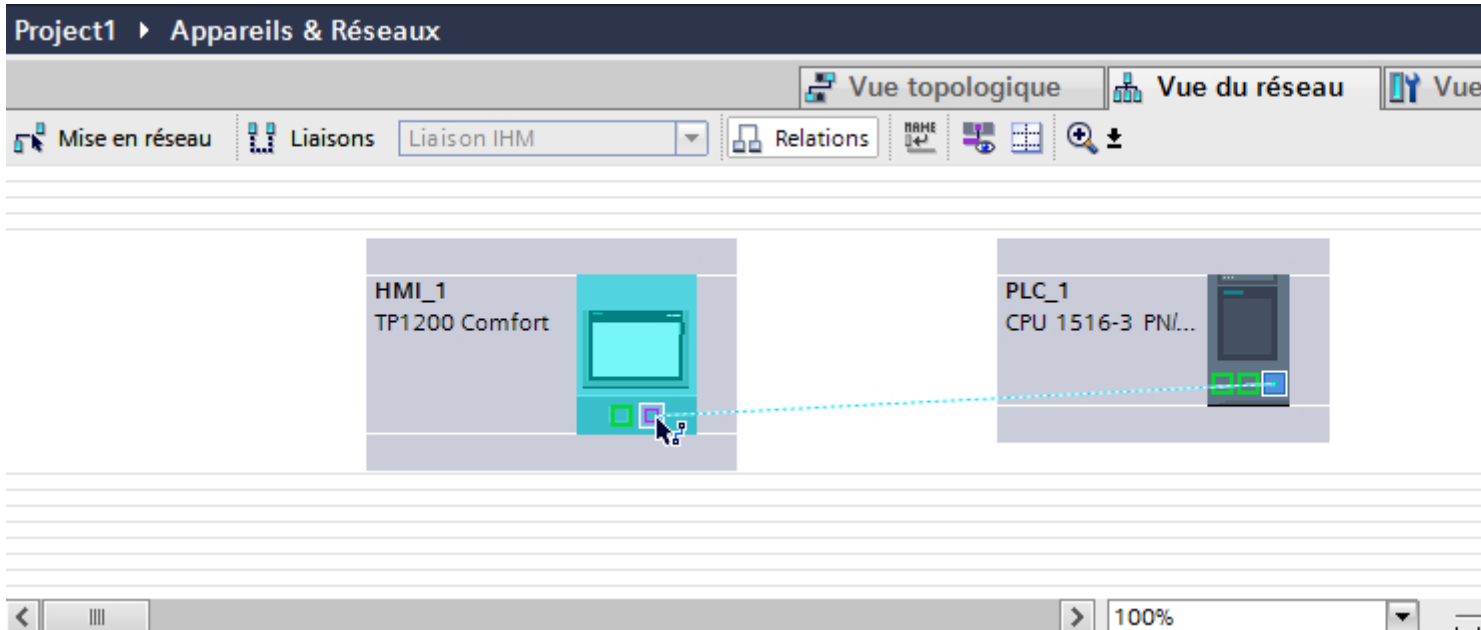 Project1 ▸ Appareils & Réseaux
Vue topologique Vue du réseau Vue
Mise en réseau Liaisons Liaison IHM Relations NAME
HMI_1
TP1200 Comfort
PLC_1
CPU 1516-3 PN/...
100%